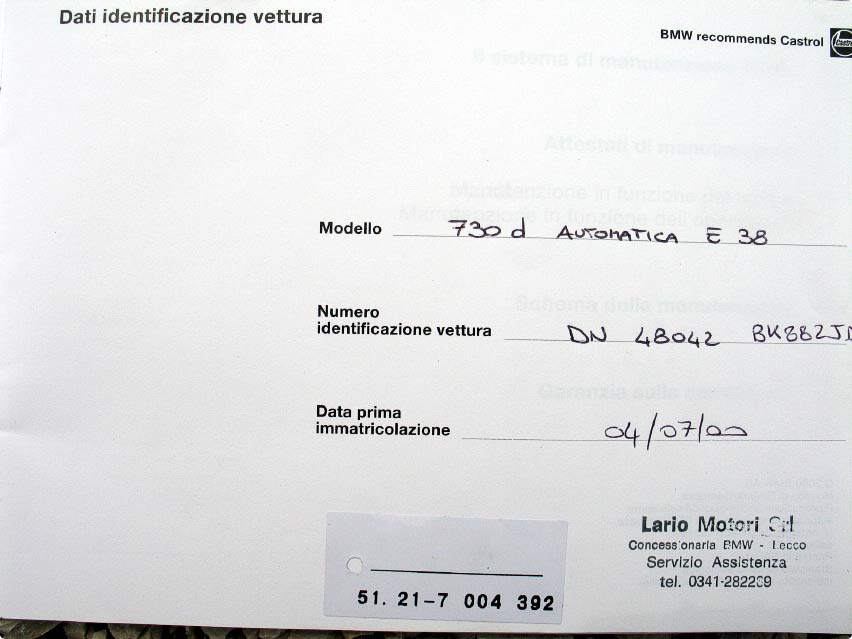 Dati identificazione vettura
BMW recommends Castrol
Modello 730 d AUTOMATICA E 38
Numero
identificazione vettura DN 48042 BK882J
Data prima
immatricolazione 04/07/00
Lario Motori Srl
Concessionaria BMW - Lecco
Servizio Assistenza
tel. 0341-282239
51. 21-7 004 392